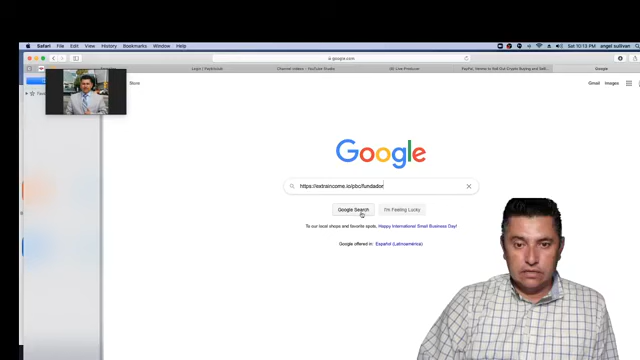 Safari File Edit View History Bookmarks Window angel sullivan Sat 10:13 PM
google.com
Login | Facebook Channel Videos - YouTube Studio Live Producer PayPal, Venmo to Roll Out Crypto Buying and Sell... Google
Store Gmail Images
Google
https://extraincome.io/pbc/fundador
Google Search I'm Feeling Lucky
To our local shops and favorite spots, Happy International Small Business Day!
Google offered in: Español (Latinoamérica)